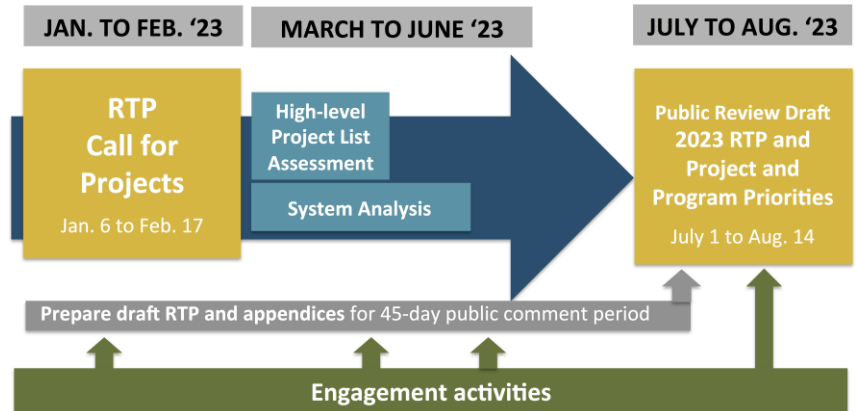 JAN. TO FEB. ‘23
MARCH TO JUNE ‘23
JULY TO AUG. ‘23
RTP
Call for
Projects
Jan. 6 to Feb. 17
High-level
Project List
Assessment
System Analysis
Public Review Draft
2023 RTP and
Project and
Program Priorities
July 1 to Aug. 14
Prepare draft RTP and appendices for 45-day public comment period
Engagement activities